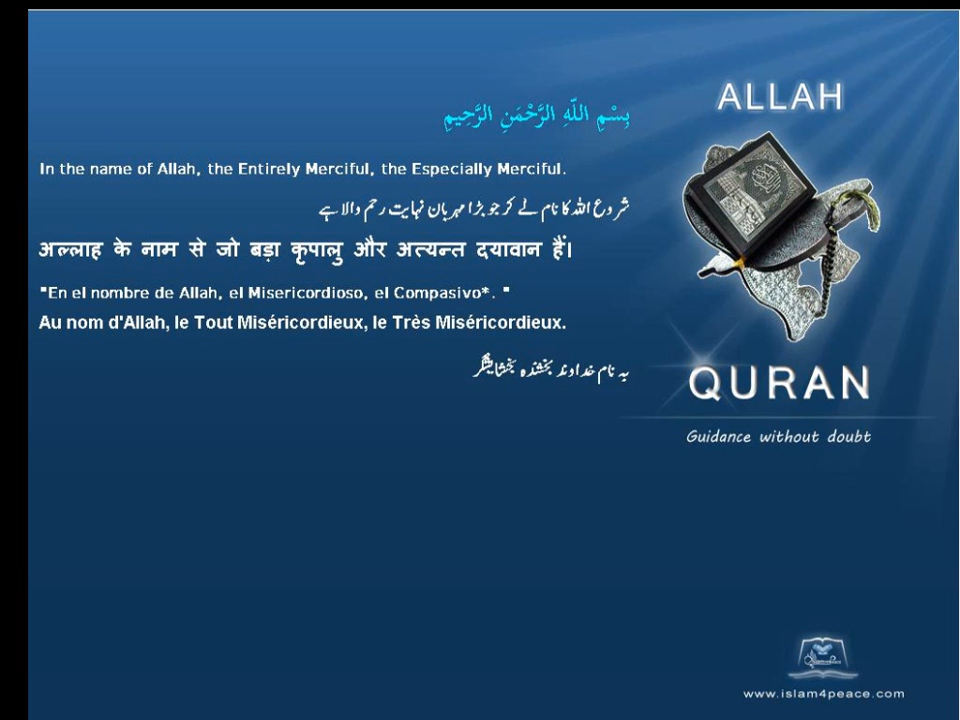 بِسْمِ اللّهِ الرَّحْمَنِ الرَّحِيمِ
In the name of Allah, the Entirely Merciful, the Especially Merciful.
شروع الله کا نام لے کر جو بڑا مہربان نہایت رحم والا ہے
अल्लाह के नाम से जो बड़ा कृपालु और अत्यन्त दयावान हैं।
"En el nombre de Allah, el Misericordioso, el Compasivo*. "
Au nom d'Allah, le Tout Miséricordieux, le Très Miséricordieux.
به نام خداوند بخشنده بخشایشگر
ALLAH
QURAN
Guidance without doubt
www.islam4peace.com